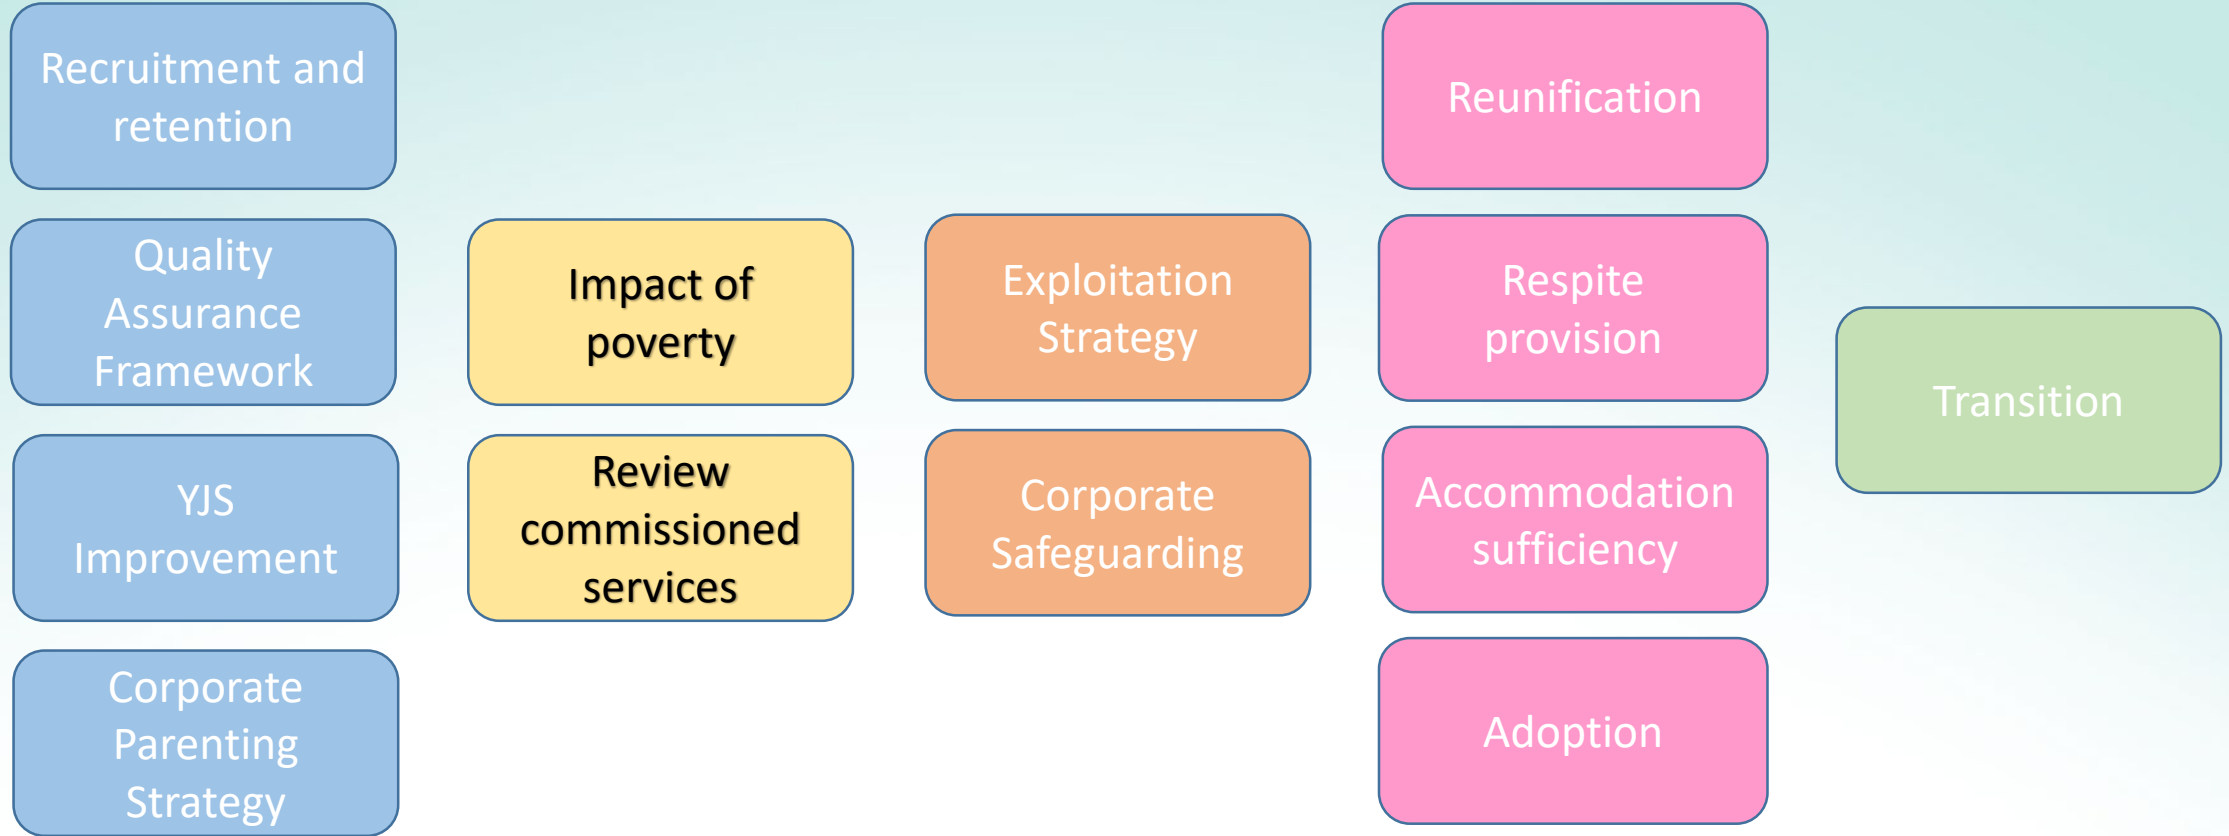 Recruitment and
retention
Quality
Assurance
Framework
YJS
Improvement
Corporate
Parenting
Strategy
Impact of
poverty
Review
commissioned
services
Exploitation
Strategy
Corporate
Safeguarding
Reunification
Respite
provision
Accommodation
sufficiency
Adoption
Transition